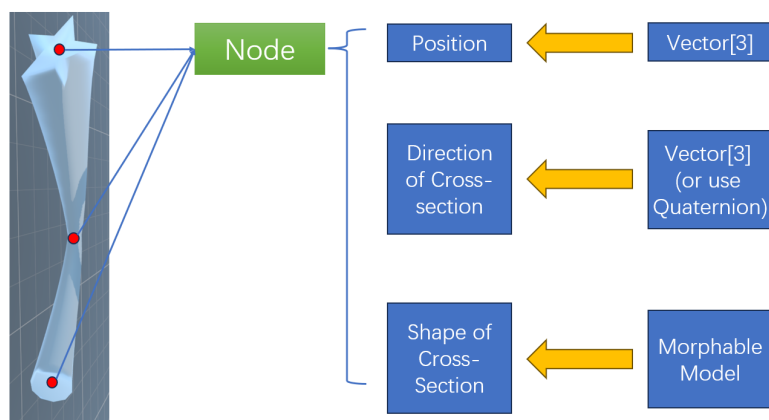 Node
Position
Vector[3]
Direction
of Cross-
section
Vector[3]
(or use
Quaternion)
Shape of
Cross-
Section
Morphable
Model